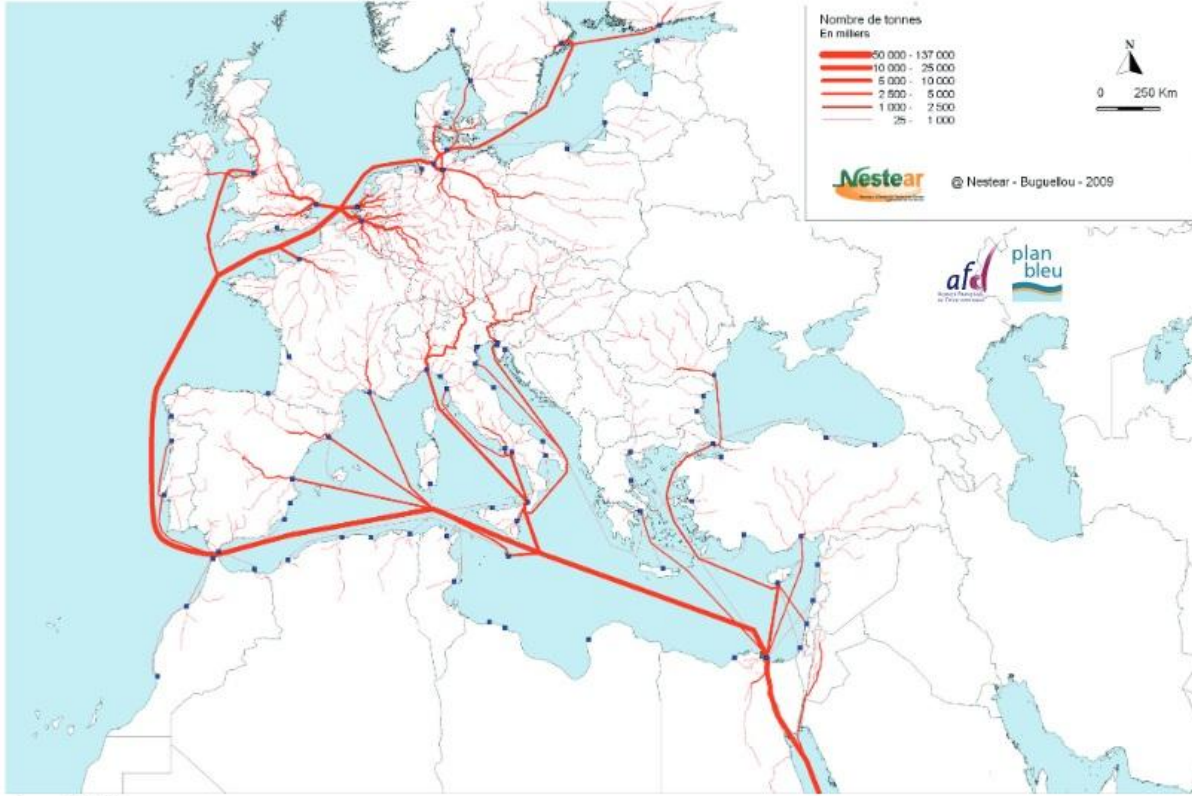 Nombre de tonnes
En milliers
50 000 - 137 000
10 000 - 25 000
5 000 - 10 000
2 500 - 5 000
1 000 - 2 500
25 - 1 000
N
0 250 Km
Nestear
@ Nestear - Buguellou - 2009
afd
plan
bleu